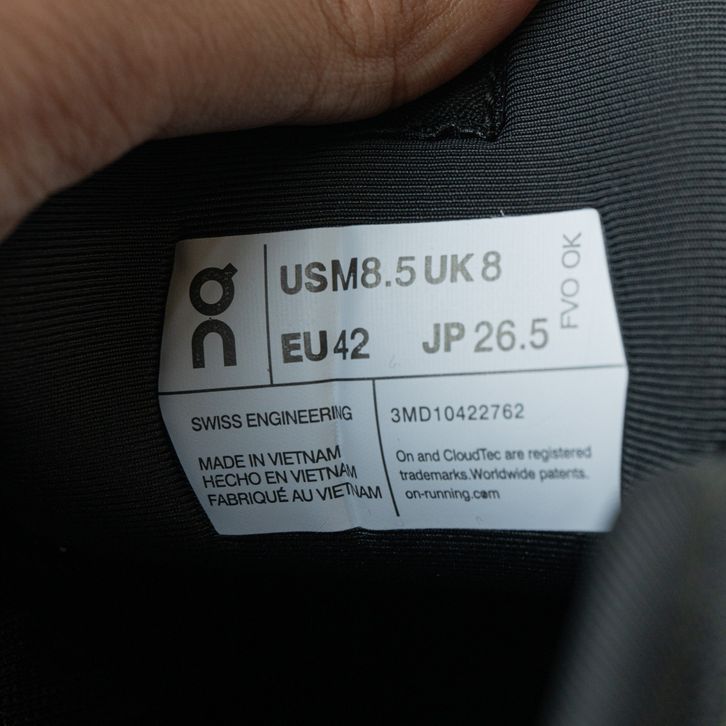 On
USM8.5 UK 8
EU 42 JP 26.5
FVO OK
SWISS ENGINEERING
MADE IN VIETNAM
HECHO EN VIETNAM
FABRIQUÉ AU VIETNAM
3MD10422762
On and CloudTec are registered
trademarks. Worldwide patents.
on-running.com